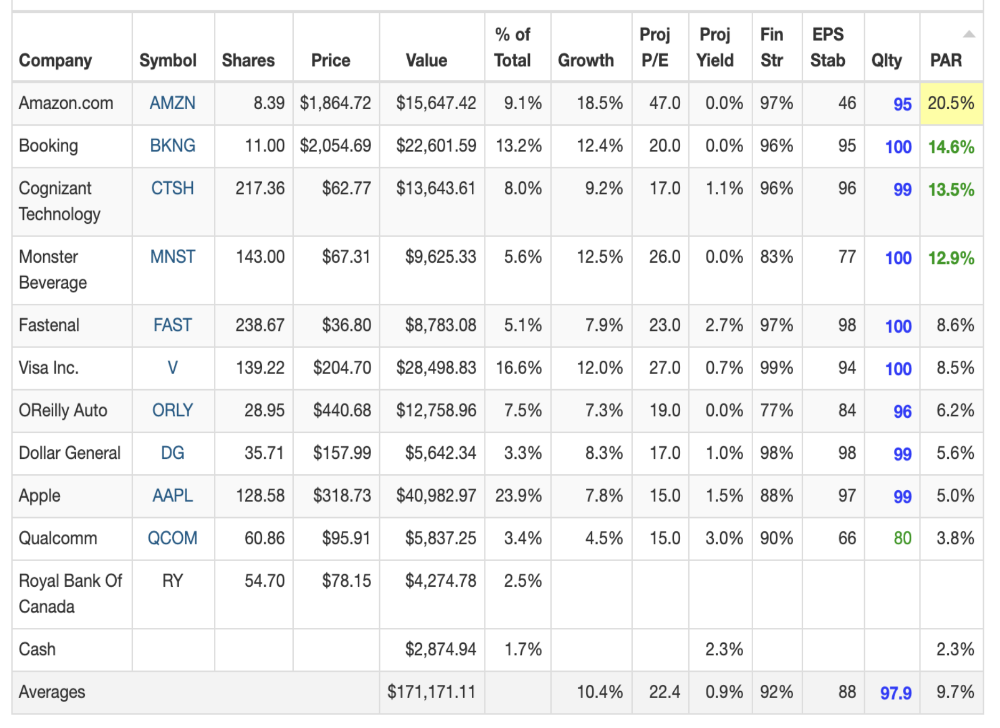 Company Symbol Shares Price Value % of Total Growth Proj P/E Proj Yield Fin Str EPS Stab Qlty PAR
Amazon.com AMZN 8.39 $1,864.72 $15,647.42 9.1% 18.5% 47.0 0.0% 97% 46 95 20.5%
Booking BKNG 11.00 $2,054.69 $22,601.59 13.2% 12.4% 20.0 0.0% 96% 95 100 14.6%
Cognizant Technology CTSH 217.36 $62.77 $13,643.61 8.0% 9.2% 17.0 1.1% 96% 96 99 13.5%
Monster Beverage MNST 143.00 $67.31 $9,625.33 5.6% 12.5% 26.0 0.0% 83% 77 100 12.9%
Fastenal FAST 238.67 $36.80 $8,783.08 5.1% 7.9% 23.0 2.7% 97% 98 100 8.6%
Visa Inc. V 139.22 $204.70 $28,498.83 16.6% 12.0% 27.0 0.7% 99% 94 100 8.5%
OReilly Auto ORLY 28.95 $440.68 $12,758.96 7.5% 7.3% 19.0 0.0% 77% 84 96 6.2%
Dollar General DG 35.71 $157.99 $5,642.34 3.3% 8.3% 17.0 1.0% 98% 98 99 5.6%
Apple AAPL 128.58 $318.73 $40,982.97 23.9% 7.8% 15.0 1.5% 88% 97 99 5.0%
Qualcomm QCOM 60.86 $95.91 $5,837.25 3.4% 4.5% 15.0 3.0% 90% 66 80 3.8%
Royal Bank Of Canada RY 54.70 $78.15 $4,274.78 2.5%
Cash $2,874.94 1.7% 2.3% 2.3%
Averages $171,171.11 10.4% 22.4 0.9% 92% 88 97.9 9.7%